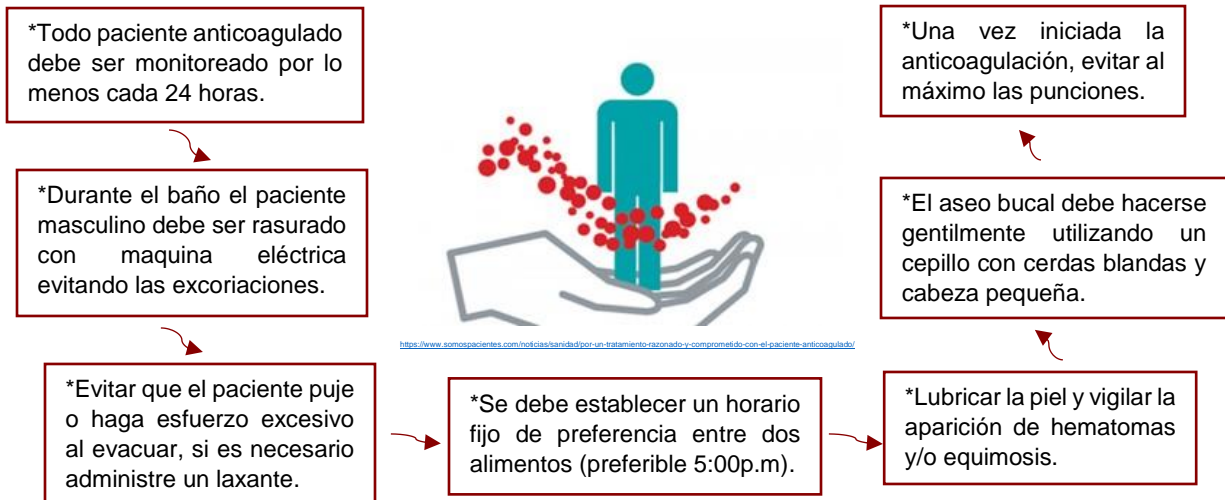 *Todo paciente anticoagulado
debe ser monitoreado por lo
menos cada 24 horas.
*Durante el baño el paciente
masculino debe ser rasurado
con maquina eléctrica
evitando las excoriaciones.
*Evitar que el paciente puje
o haga esfuerzo excesivo
al evacuar, si es necesario
administre un laxante.
*Se debe establecer un horario
fijo de preferencia entre dos
alimentos (preferible 5:00p.m).
*Lubricar la piel y vigilar la
aparición de hematomas
y/o equimosis.
*El aseo bucal debe hacerse
gentilmente utilizando un
cepillo con cerdas blandas y
cabeza pequeña.
*Una vez iniciada la
anticoagulación, evitar al
máximo las punciones.
https://www.somospacientes.com/noticias/sanidad/por-un-tratamiento-razonado-y-comprometido-con-el-paciente-anticoagulado/